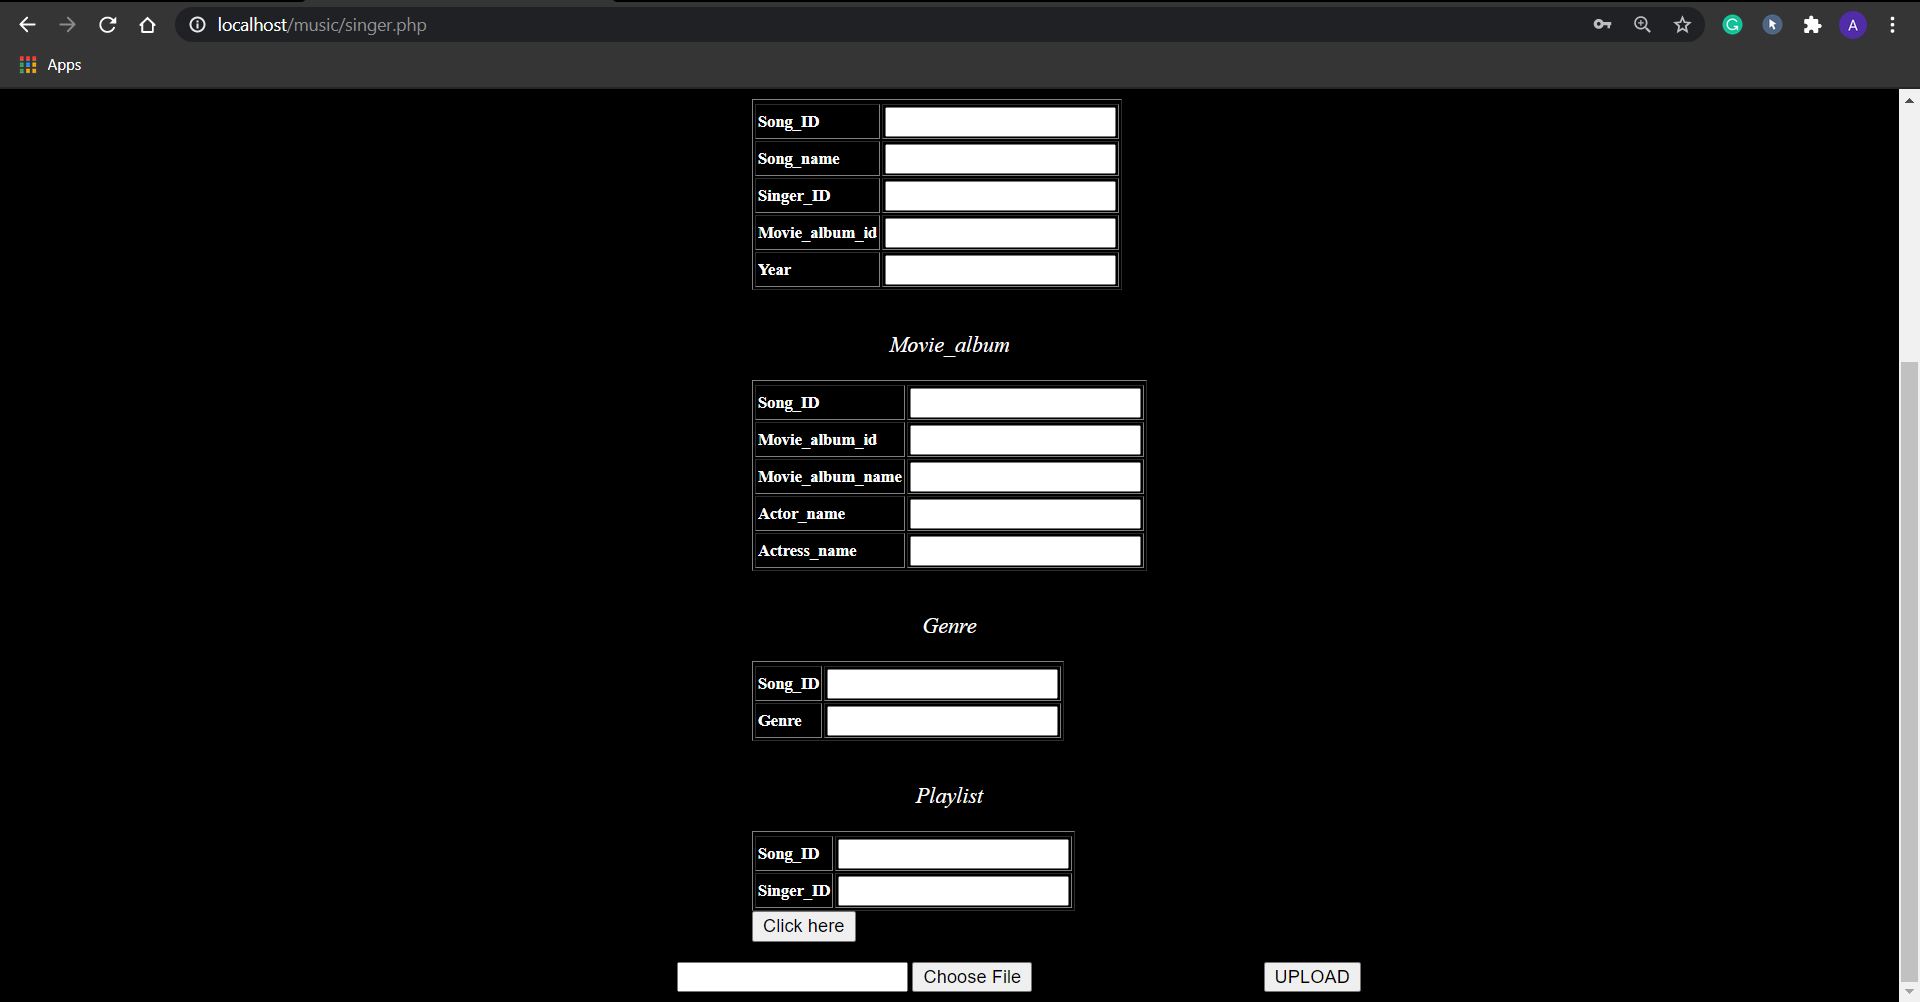 localhost/music/singer.php
A
Apps
Song_ID
Song_name
Singer_ID
Movie_album_id
Year
Movie_album
Song_ID
Movie_album_id
Movie_album_name
Actor_name
Actress_name
Genre
Song_ID
Genre
Playlist
Song_ID
Singer_ID
Click here
Choose File UPLOAD